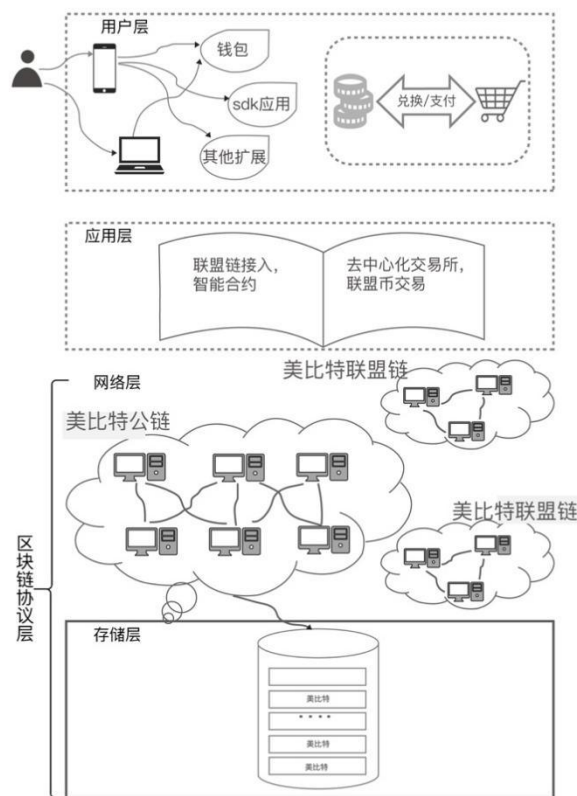 用户层
钱包
sdk应用
其他扩展
兑换/支付
应用层
联盟链接入,
智能合约
去中心化交易所,
联盟币交易
区块链协议层
网络层
美比特联盟链
美比特公链
美比特联盟链
存储层
美比特
* * * *
美比特
美比特